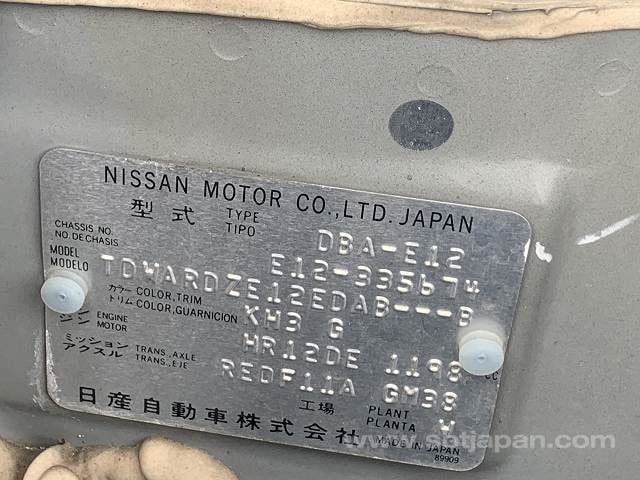 NISSAN MOTOR CO.,LTD. JAPAN
型式 TYPE TIPO DBA-E12
CHASSIS NO. NO. DE CHASIS E12-335674
MODEL MODELO TDWARDZE12EDAB---B
カラー トリム COLOR,TRIM COLOR,GUARNICION KH3 G
エンジン ENGINE MOTOR HR12DE 1198 CC
ミッション アクスル TRANS.,AXLE TRANS.,EJE REDF11A GM38
工場 PLANT PLANTA W
日産自動車株式会社 MADE IN JAPAN
89909
www.sbtjapan.com